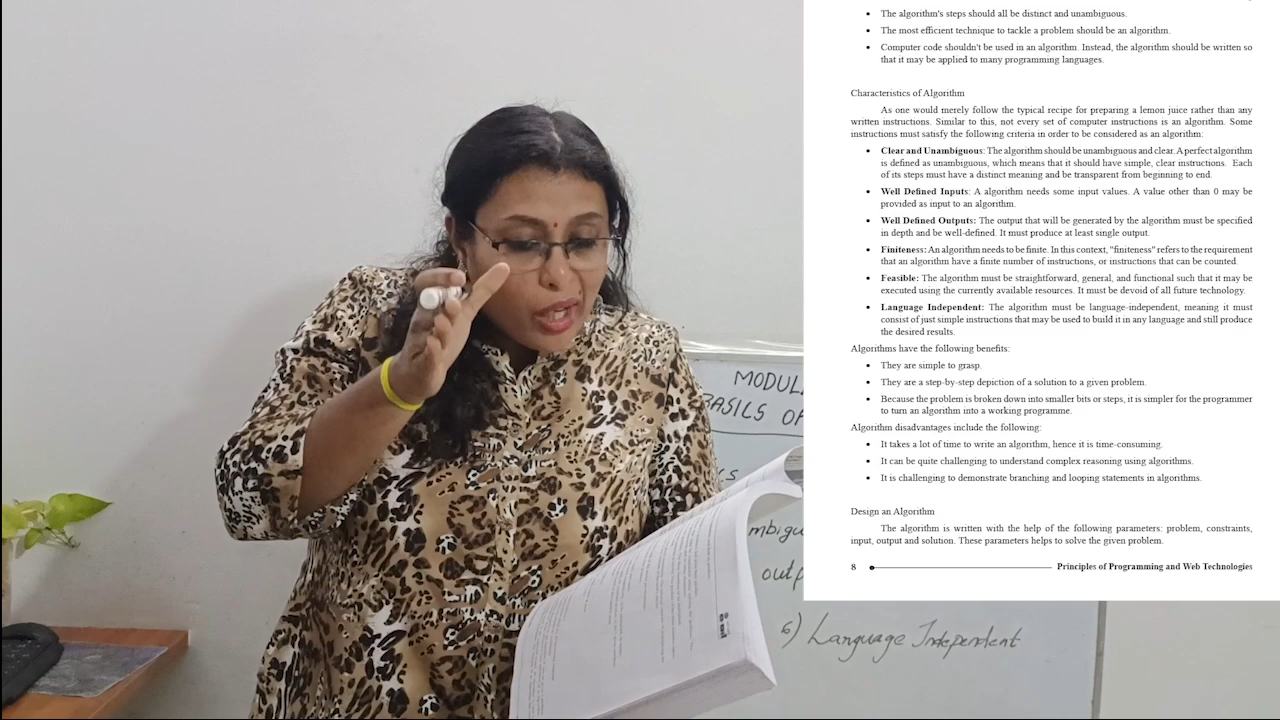 • The algorithm's steps should all be distinct and unambiguous.
• The most efficient technique to tackle a problem should be an algorithm.
• Computer code shouldn't be used in an algorithm. Instead, the algorithm should be written so
that it may be applied to many programming languages.
Characteristics of Algorithm
As one would merely follow the typical recipe for preparing a lemon juice rather than any
written instructions. Similar to this, not every set of computer instructions is an algorithm. Some
instructions must satisfy the following criteria in order to be considered as an algorithm:
• Clear and Unambiguous: The algorithm should be unambiguous and clear. A perfect algorithm
is defined as unambiguous, which means that it should have simple, clear instructions. Each
of its steps must have a distinct meaning and be transparent from beginning to end.
• Well Defined Inputs: A algorithm needs some input values. A value other than 0 may be
provided as input to an algorithm.
• Well Defined Outputs: The output that will be generated by the algorithm must be specified
in depth and be well-defined. It must produce at least single output.
• Finiteness: An algorithm needs to be finite. In this context, "finiteness" refers to the requirement
that an algorithm have a finite number of instructions, or instructions that can be counted.
• Feasible: The algorithm must be straightforward, general, and functional such that it may be
executed using the currently available resources. It must be devoid of all future technology.
• Language Independent: The algorithm must be language-independent, meaning it must
consist of just simple instructions that may be used to build it in any language and still produce
the desired results.
Algorithms have the following benefits:
• They are simple to grasp.
• They are a step-by-step depiction of a solution to a given problem.
• Because the problem is broken down into smaller bits or steps, it is simpler for the programmer
to turn an algorithm into a working programme.
Algorithm disadvantages include the following:
• It takes a lot of time to write an algorithm, hence it is time-consuming.
• It can be quite challenging to understand complex reasoning using algorithms.
• It is challenging to demonstrate branching and looping statements in algorithms.
Design an Algorithm
The algorithm is written with the help of the following parameters: problem, constraints,
input, output and solution. These parameters helps to solve the given problem.
8 Principles of Programming and Web Technologies
MODUL
BASICS OF
mbigu
outp
6) Language Independent